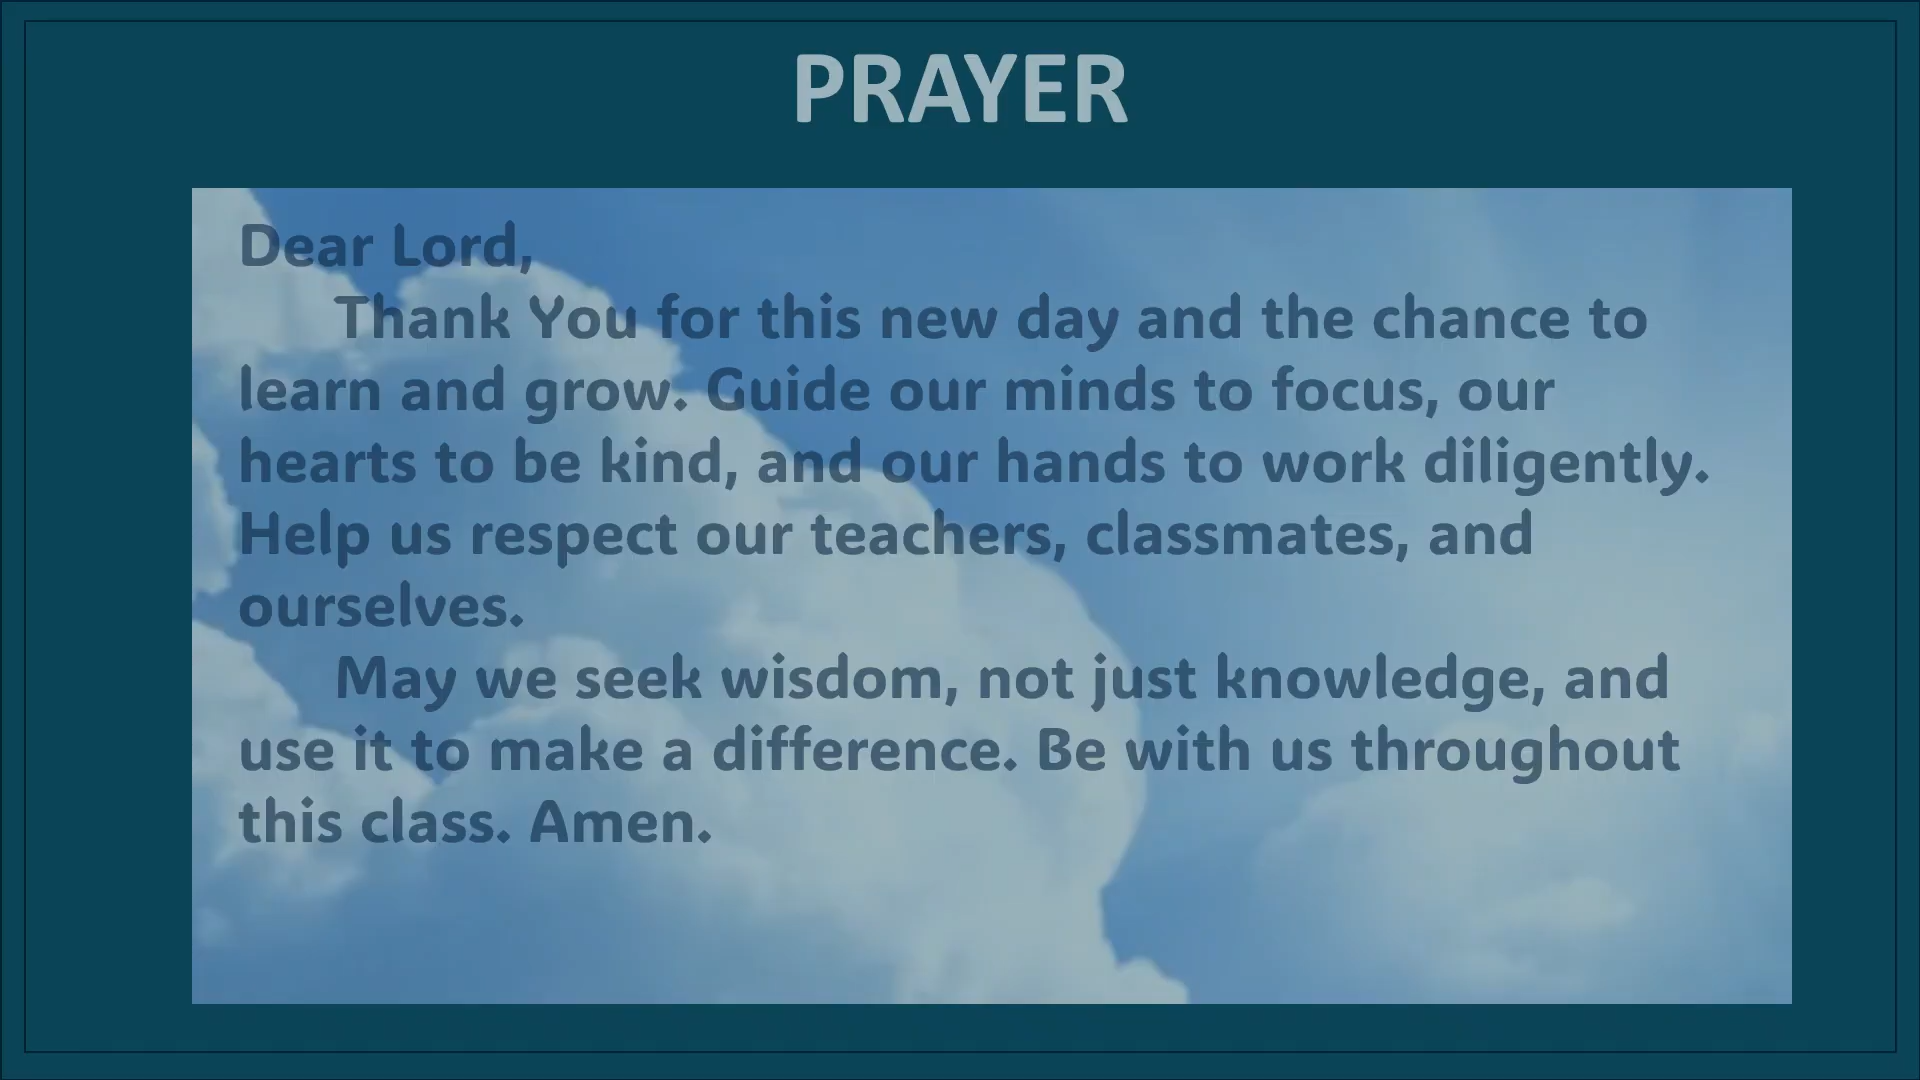 PRAYER
Dear Lord,
Thank You for this new day and the chance to
learn and grow. Guide our minds to focus, our
hearts to be kind, and our hands to work diligently.
Help us respect our teachers, classmates, and
ourselves.
May we seek wisdom, not just knowledge, and
use it to make a difference. Be with us throughout
this class. Amen.